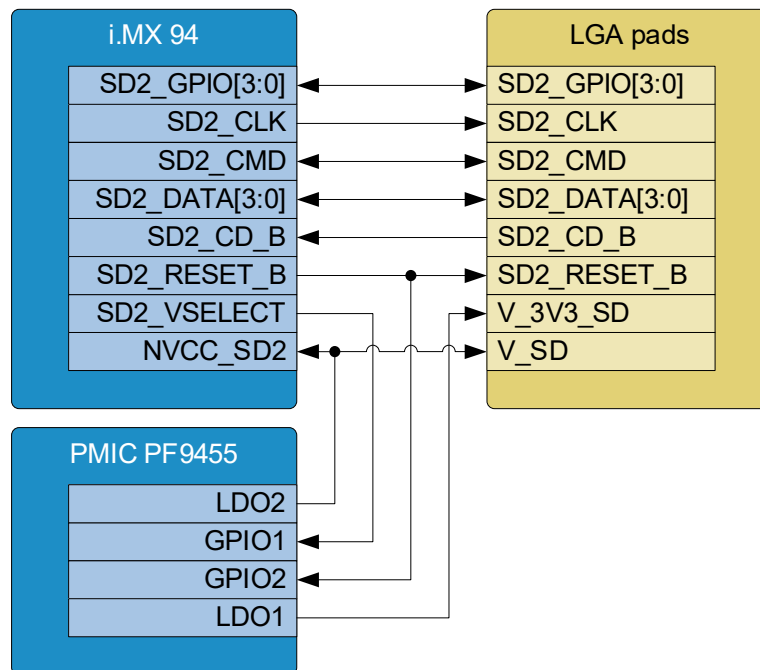 i.MX 94
SD2_GPIO[3:0]
SD2_CLK
SD2_CMD
SD2_DATA[3:0]
SD2_CD_B
SD2_RESET_B
SD2_VSELECT
NVCC_SD2
LGA pads
SD2_GPIO[3:0]
SD2_CLK
SD2_CMD
SD2_DATA[3:0]
SD2_CD_B
SD2_RESET_B
V_3V3_SD
V_SD
PMIC PF9455
LDO2
GPIO1
GPIO2
LDO1